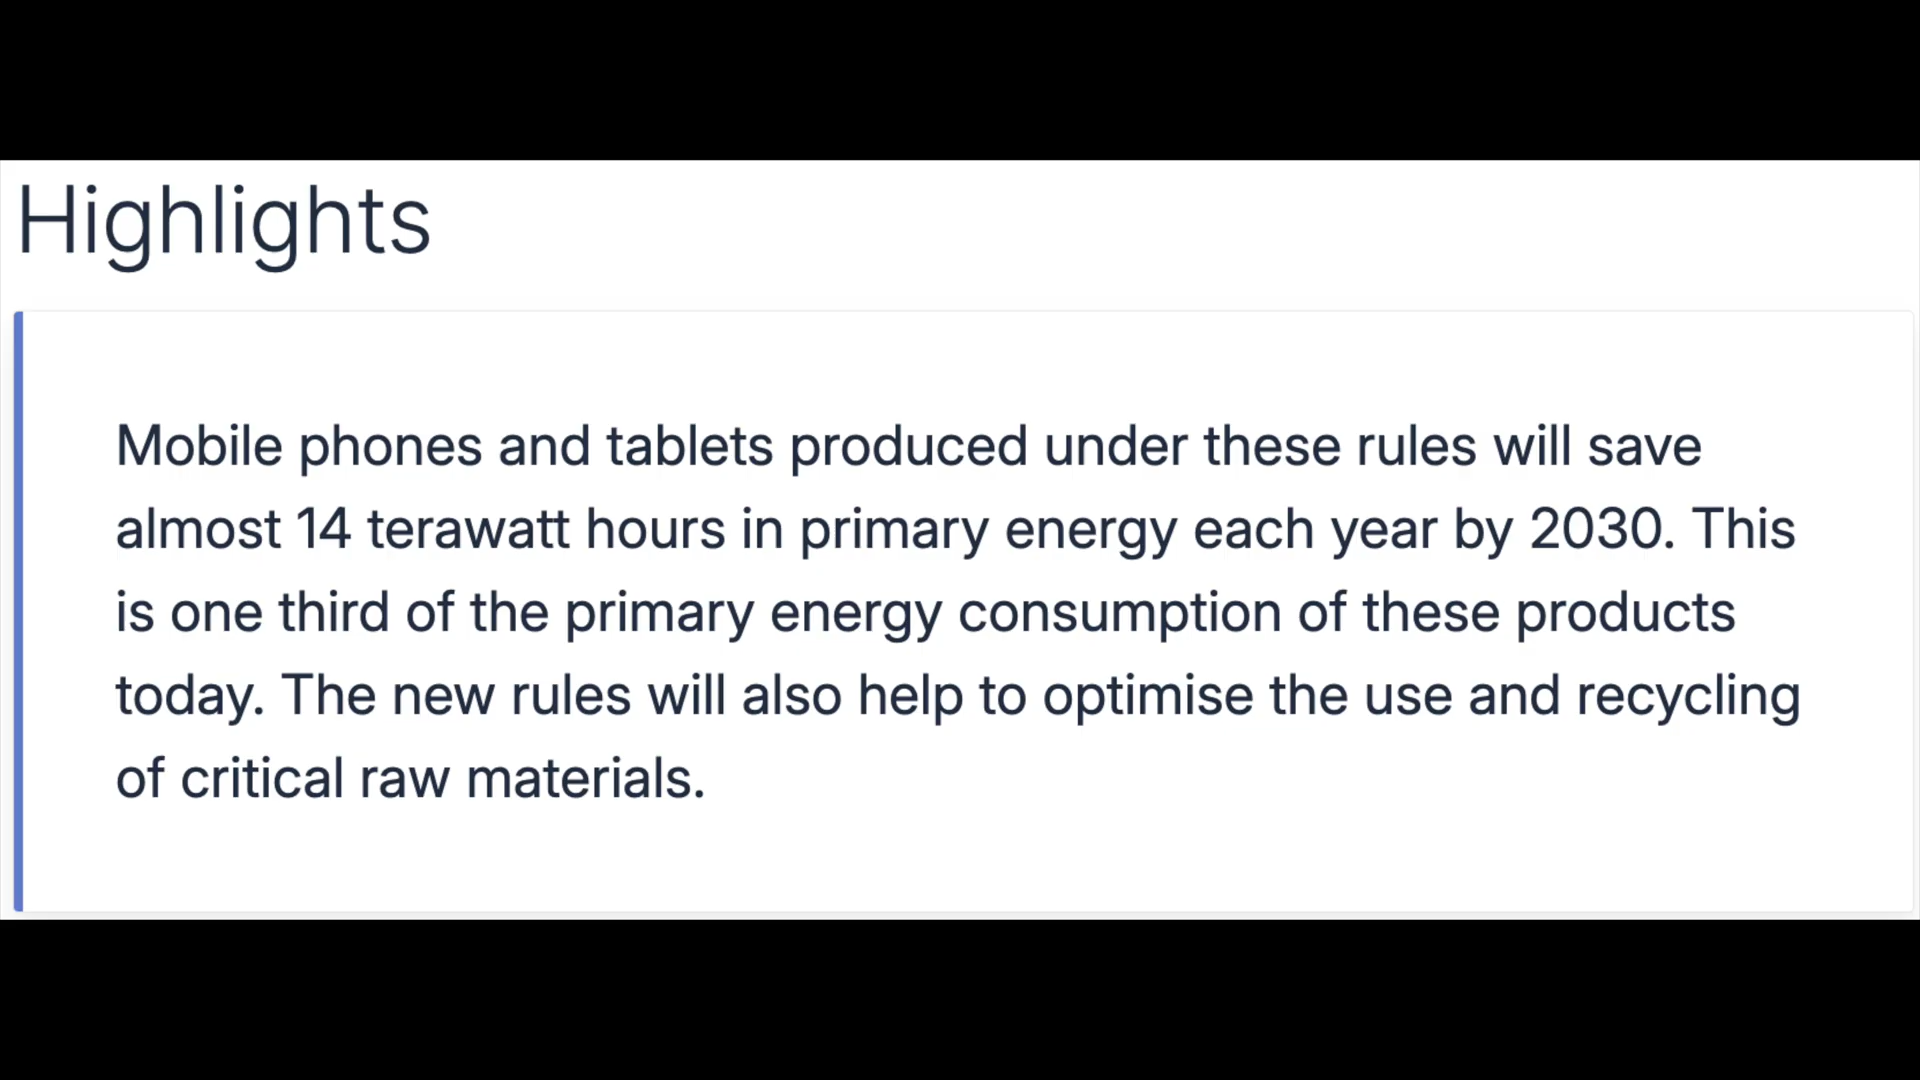 Highlights
Mobile phones and tablets produced under these rules will save
almost 14 terawatt hours in primary energy each year by 2030. This
is one third of the primary energy consumption of these products
today. The new rules will also help to optimise the use and recycling
of critical raw materials.